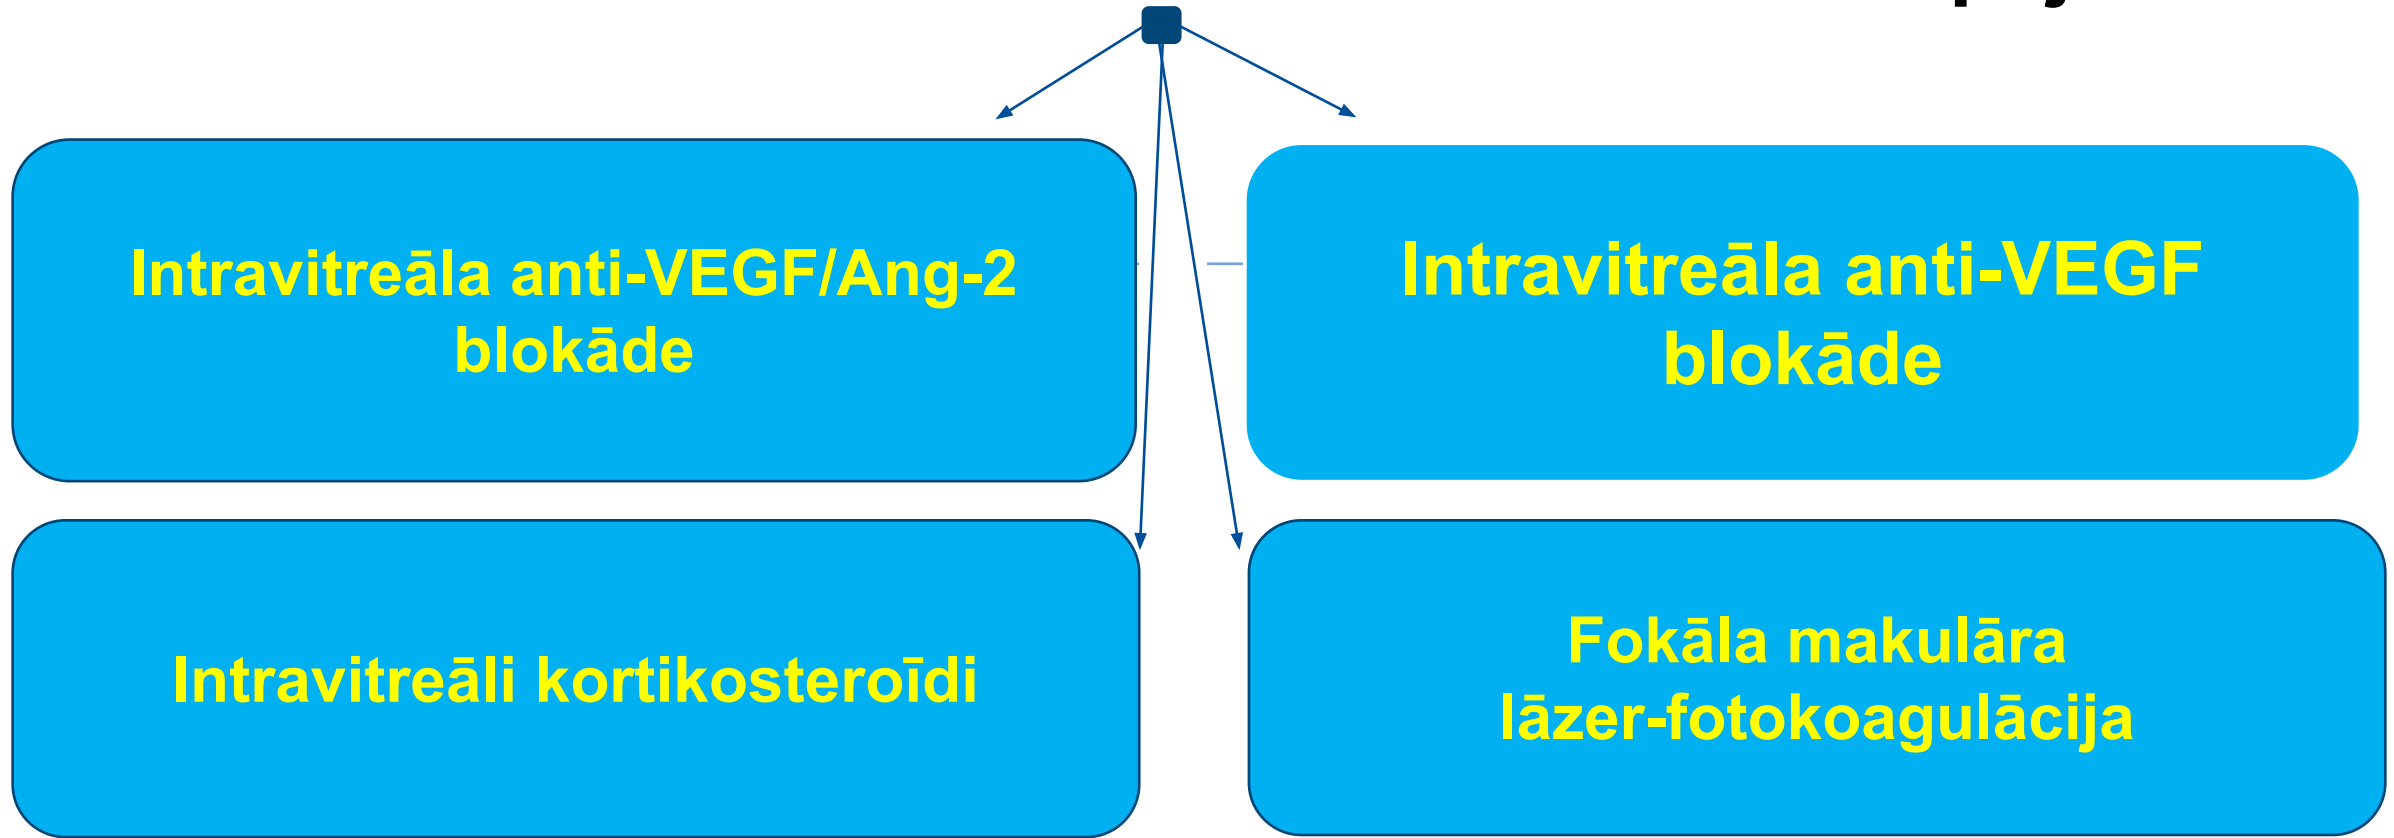 Intravitreāla anti-VEGF/Ang-2
blokāde
Intravitreāla anti-VEGF
blokāde
Intravitreāli kortikosteroīdi
Fokāla makulāra
lāzer-fotokoagulācija